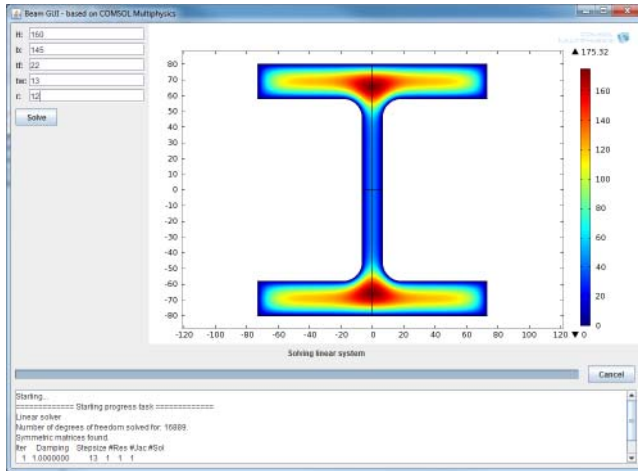 Beam GUI - based on COMSOL Multiphysics
H: 160
b: 145
tf: 22
tw: 13
r: 12
Solve
COMSOL
MULTIPHYSICS
▲ 175.32
80
70
60
50
40
30
20
10
0
-10
-20
-30
-40
-50
-60
-70
-80
160
140
120
100
80
60
40
20
0
▼ 0
-120 -100 -80 -60 -40 -20 0 20 40 60 80 100 120
Solving linear system
Cancel
Starting...
============= Starting progress task =============
Linear solver
Number of degrees of freedom solved for: 16889.
Symmetric matrices found.
Iter Damping Stepsize #Res #Jac #Sol
1 1.0000000 13 1 1 1